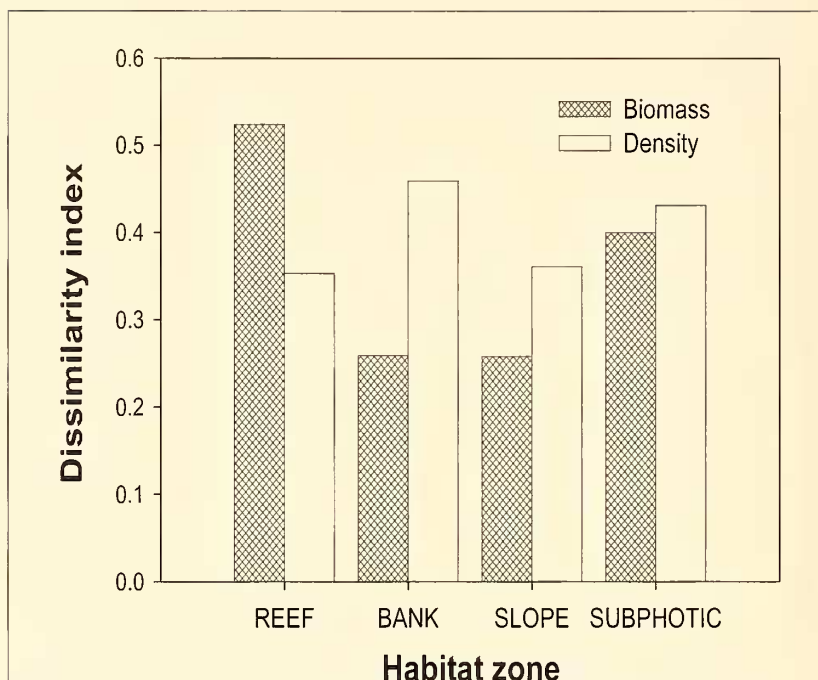 0.6
0.5
0.4
0.3
0.2
0.1
0.0
Dissimilarity index
Biomass
Density
REEF BANK SLOPE SUBPHOTIC
Habitat zone